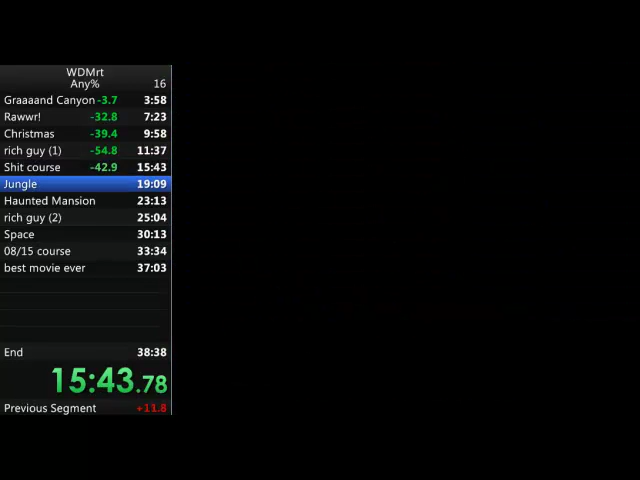 WDMrt
Any% 16
Graaaand Canyon -3.7 3:58
Rawwr! -32.8 7:23
Christmas -39.4 9:58
rich guy (1) -54.8 11:37
Shit course -42.9 15:43
Jungle 19:09
Haunted Mansion 23:13
rich guy (2) 25:04
Space 30:13
08/15 course 33:34
best movie ever 37:03
End 38:38
15:43.78
Previous Segment +11.8